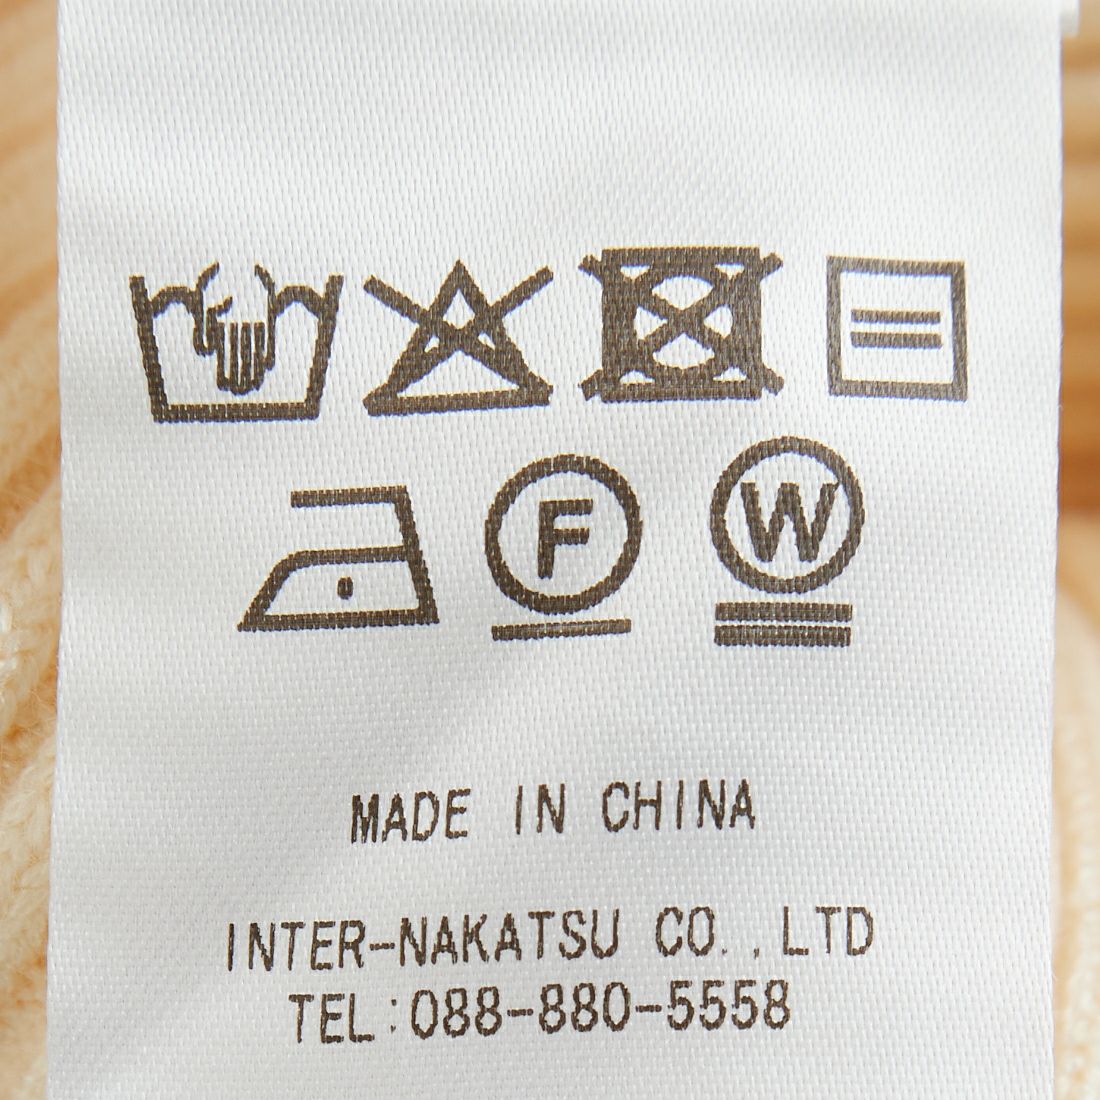 F W
MADE IN CHINA
INTER-NAKATSU CO.,LTD
TEL:088-880-5558